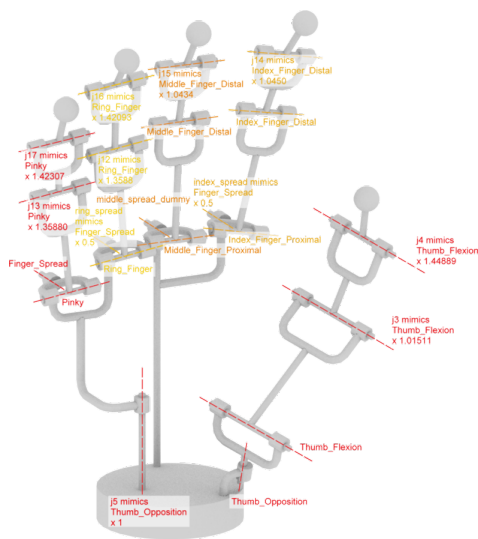 j15 mimics
Middle_Finger_Distal
x 1.0434
j14 mimics
Index_Finger_Distal
x 1.0450
j16 mimics
Ring_Finger
x 1.42093
Middle_Finger_Distal
Index_Finger_Distal
j17 mimics
Pinky
x 1.42307
j12 mimics
Ring_Finger
x 1.3588
j13 mimics
Pinky
x 1.35880
index_spread mimics
Finger_Spread
x 0.5
middle_spread_dummy
ring_spread
mimics
Finger_Spread
x 0.5
Index_Finger_Proximal
Middle_Finger_Proximal
j4 mimics
Thumb_Flexion
x 1.44889
Finger_Spread
Ring_Finger
Pinky
j3 mimics
Thumb_Flexion
x 1.01511
Thumb_Flexion
Thumb_Opposition
j5 mimics
Thumb_Opposition
x 1